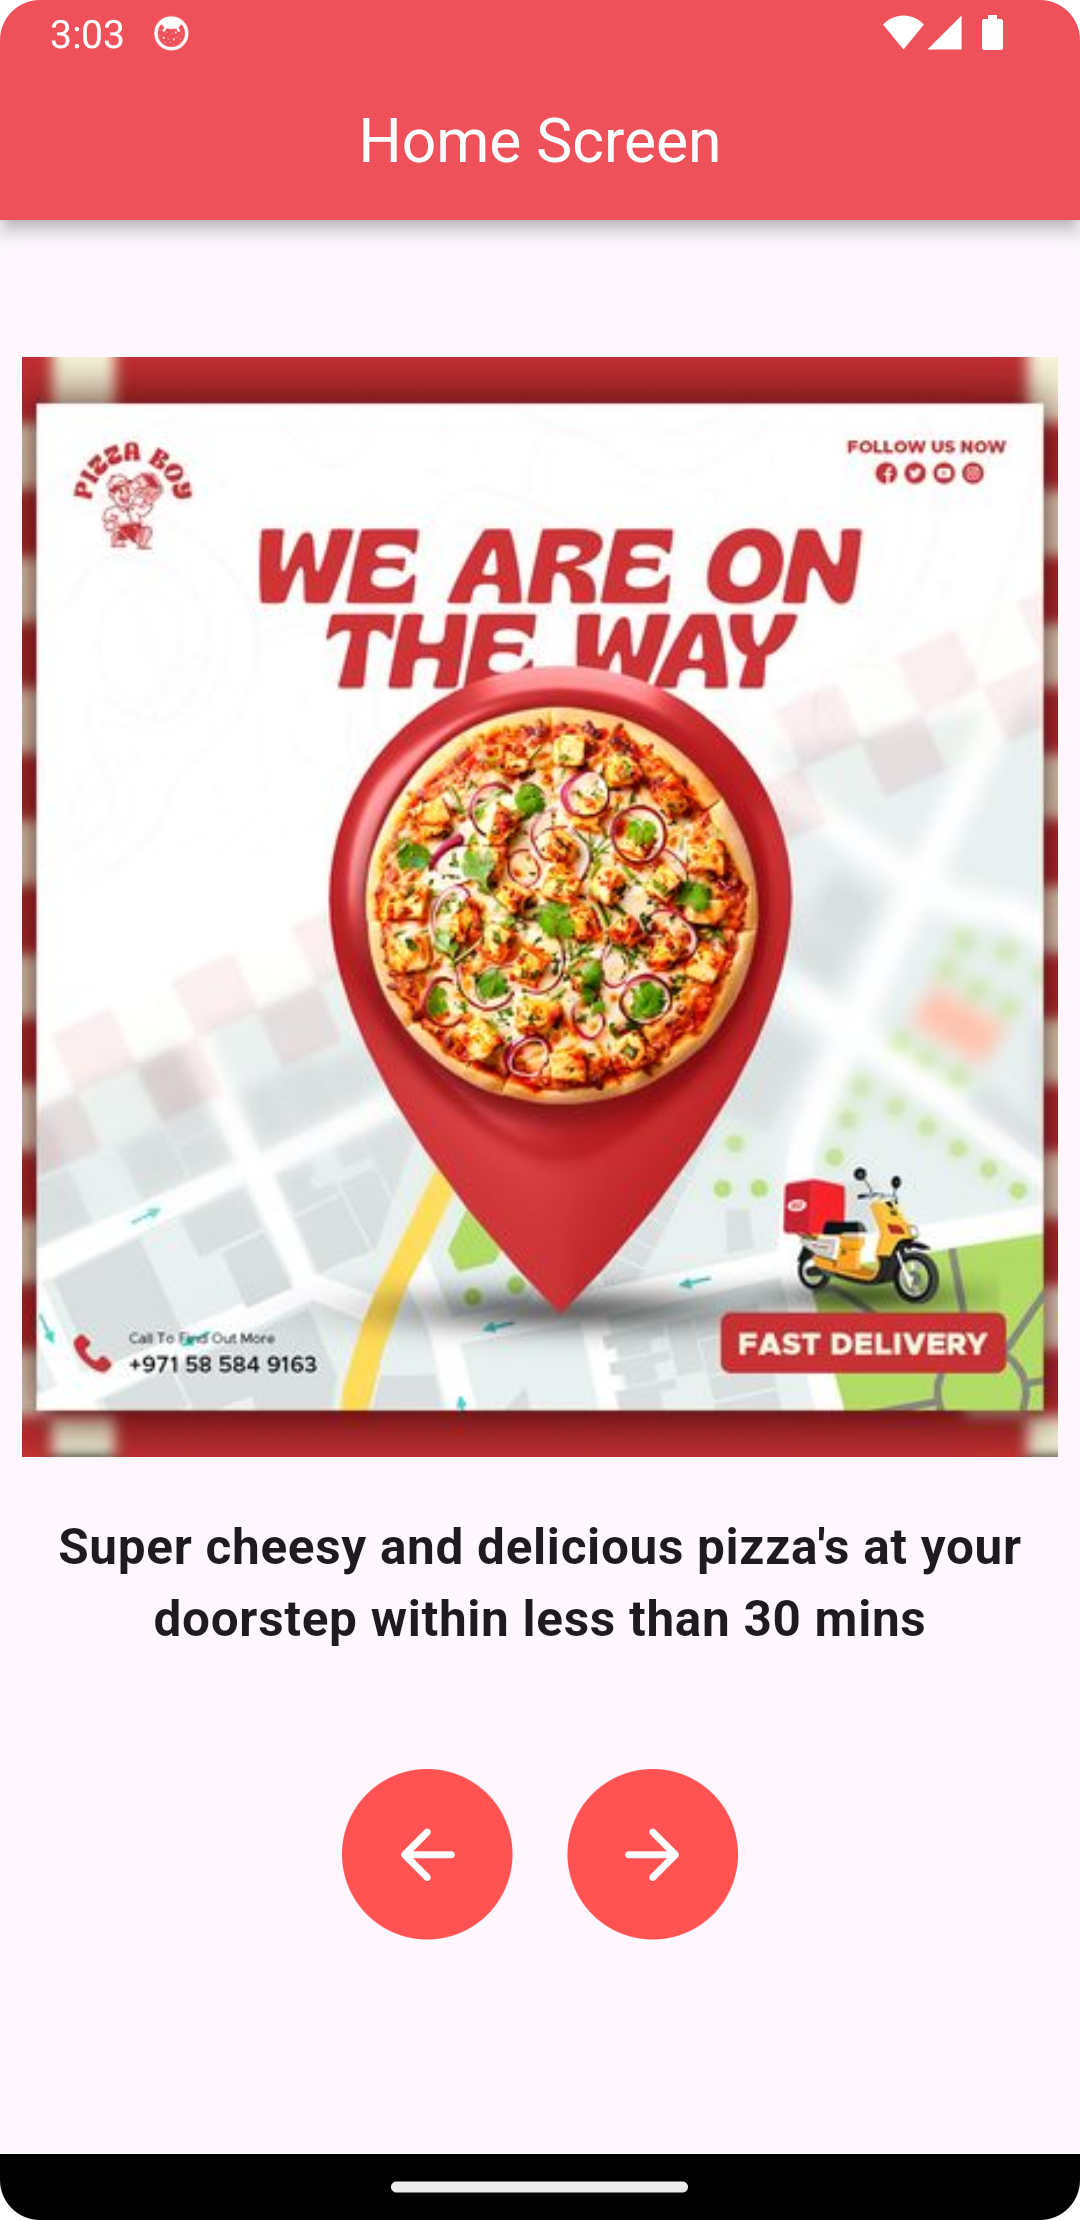 3:03
Home Screen
PIZZA BOY
FOLLOW US NOW
WE ARE ON
THE WAY
Call To Find Out More
+971 58 584 9163
FAST DELIVERY
Super cheesy and delicious pizza's at your
doorstep within less than 30 mins